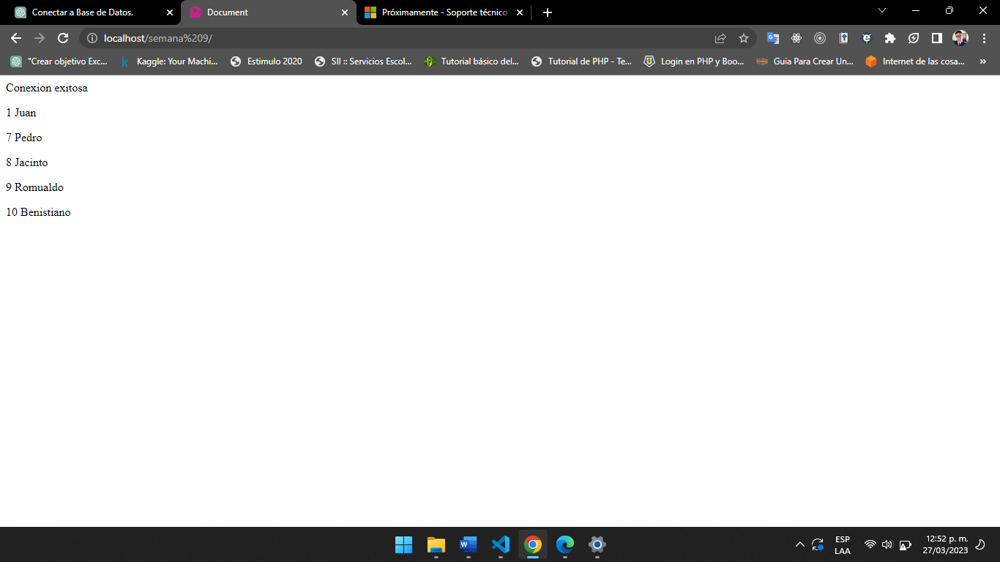 Conectar a Base de Datos.
Document
Próximamente - Soporte técnico
localhost/semana%209/
"Crear objetivo Exc...
Kaggle: Your Machi...
Estimulo 2020
SII :: Servicios Escol...
Tutorial básico del...
Tutorial de PHP - Te...
Login en PHP y Boo...
Guia Para Crear Un...
Internet de las cosa...
»
Conexion exitosa
1 Juan
7 Pedro
8 Jacinto
9 Romualdo
10 Benistiano
ESP
LAA
12:52 p. m.
27/03/2023